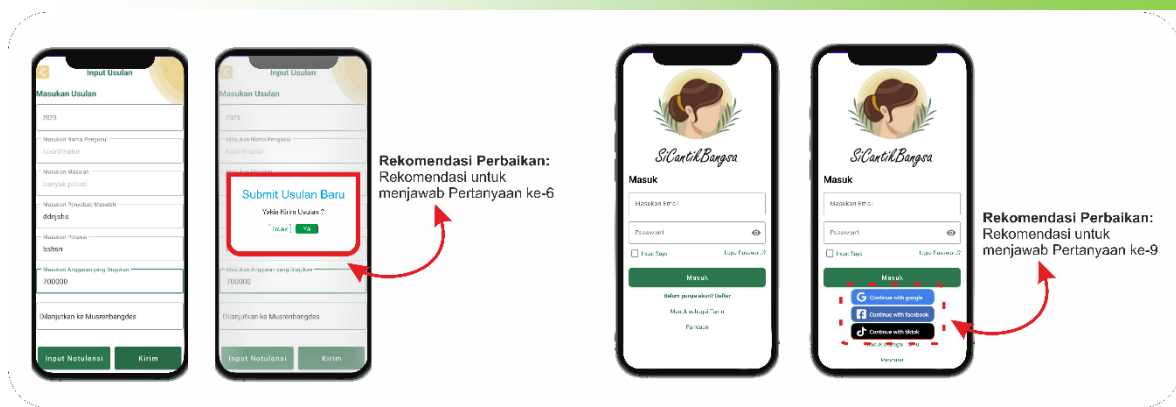 Input Usulan
Masukan Usulan
2023
Masukan Nama Pengusul
koordinator
Masukan Masalah
banyak polusi
Masukan Penyebab Masalah
ddnjshs
Masukan Potensi
bshsn
Masukan Anggaran yang Diajukan
700000
Dilanjutkan ke Musrenbangdes
Input Notulensi
Kirim
Input Usulan
Masukan Usulan
2023
Masukan Nama Pengusul
koordinator
Submit Usulan Baru
Yakin Kirim Usulan ?
Tidak
Ya
Masukan Anggaran yang Diajukan
700000
Dilanjutkan ke Musrenbangdes
Input Notulensi
Kirim
Rekomendasi Perbaikan:
Rekomendasi untuk
menjawab Pertanyaan ke-6
SiCantikBangsa
Masuk
Masukan Email
Password
Ingat Saya
Lupa Password?
Masuk
Belum punya akun? Daftar
Masuk sebagai Tamu
Panduan
SiCantikBangsa
Masuk
Masukan Email
Password
Ingat Saya
Lupa Password?
Masuk
Continue with google
Continue with facebook
Continue with tiktok
Panduan
Rekomendasi Perbaikan:
Rekomendasi untuk
menjawab Pertanyaan ke-9